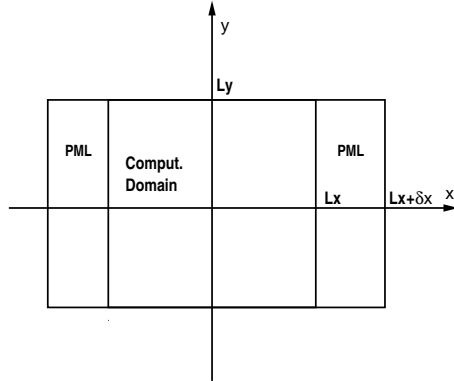 y
Ly
PML
Comput.
Domain
PML
Lx
Lx+δx
x